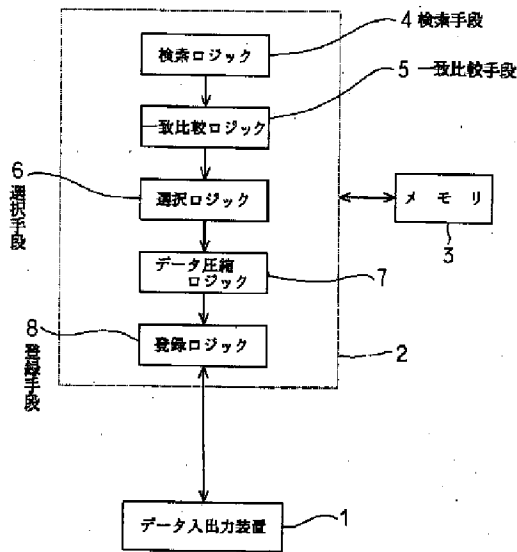 4 検索手段
検索ロジック
5 一致比較手段
一致比較ロジック
6
選択手段
選択ロジック
メモリ
3
データ圧縮
ロジック
7
8
登録手段
登録ロジック
2
データ入出力装置
1